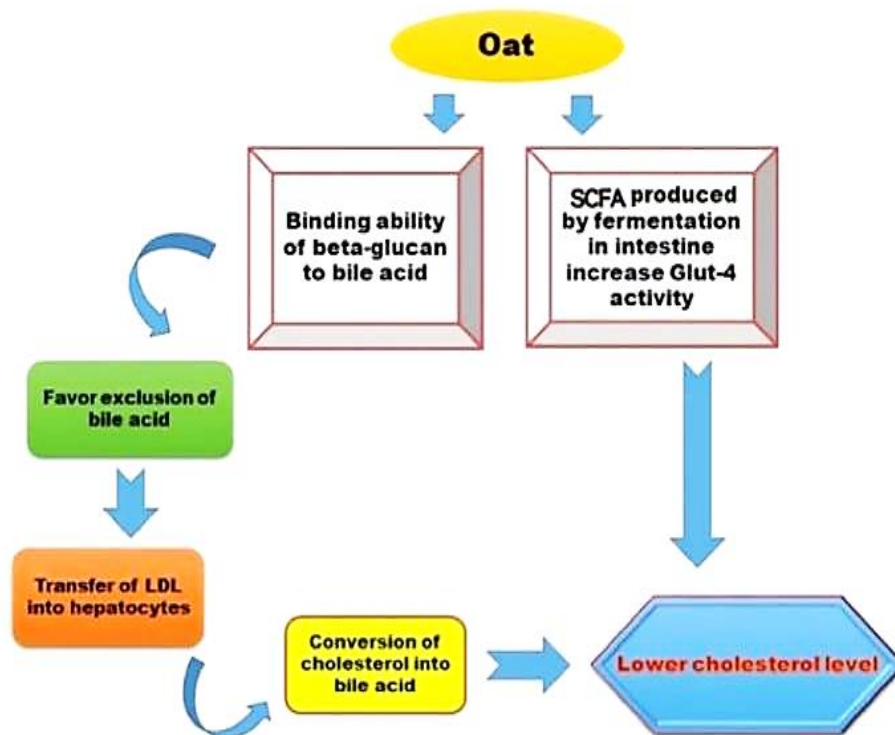 Oat
Binding ability
of beta-glucan
to bile acid
SCFA produced
by fermentation
in intestine
increase Glut-4
activity
Favor exclusion of
bile acid
Transfer of LDL
into hepatocytes
Conversion of
cholesterol into
bile acid
Lower cholesterol level